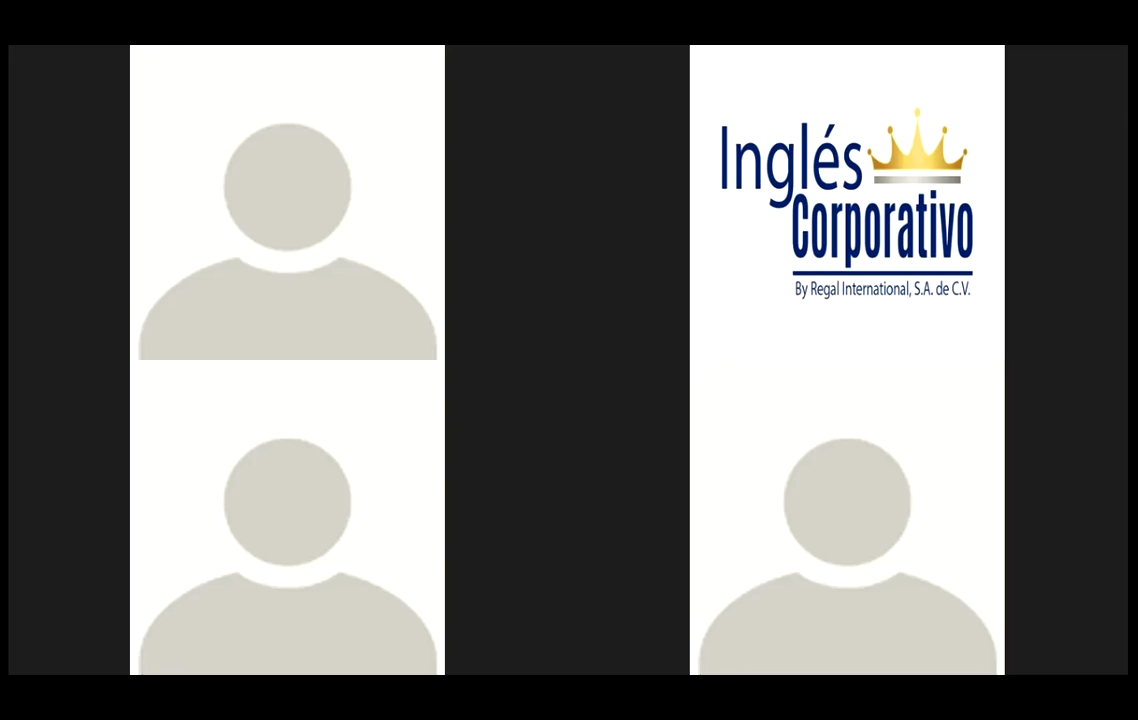 Inglés
Corporativo
By Regal International, S.A. de C.V.